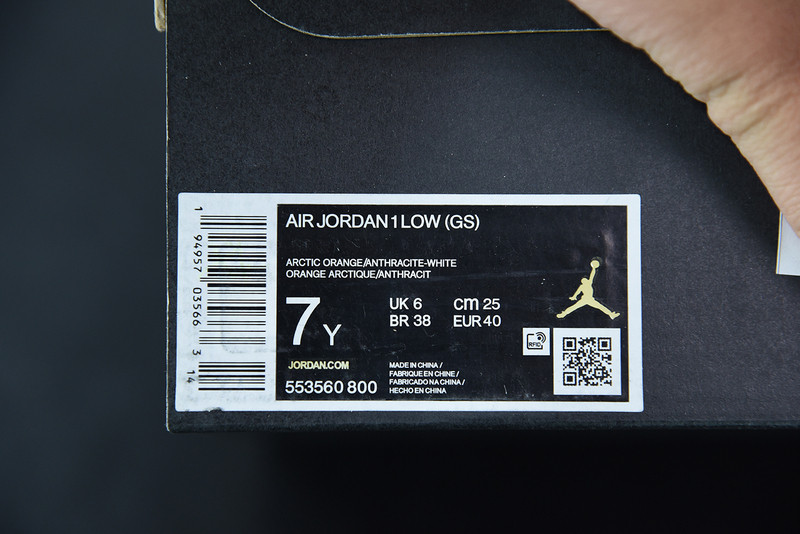 AIR JORDAN 1 LOW (GS)
ARCTIC ORANGE/ANTHRACITE-WHITE
ORANGE ARCTIQUE/ANTHRACIT
7 Y
UK 6 cm 25
BR 38 EUR 40
RFID
JORDAN.COM
553560 800
MADE IN CHINA /
FABRIQUE EN CHINE /
FABRICADO NA CHINA /
HECHO EN CHINA
1 94957 03566 3 14